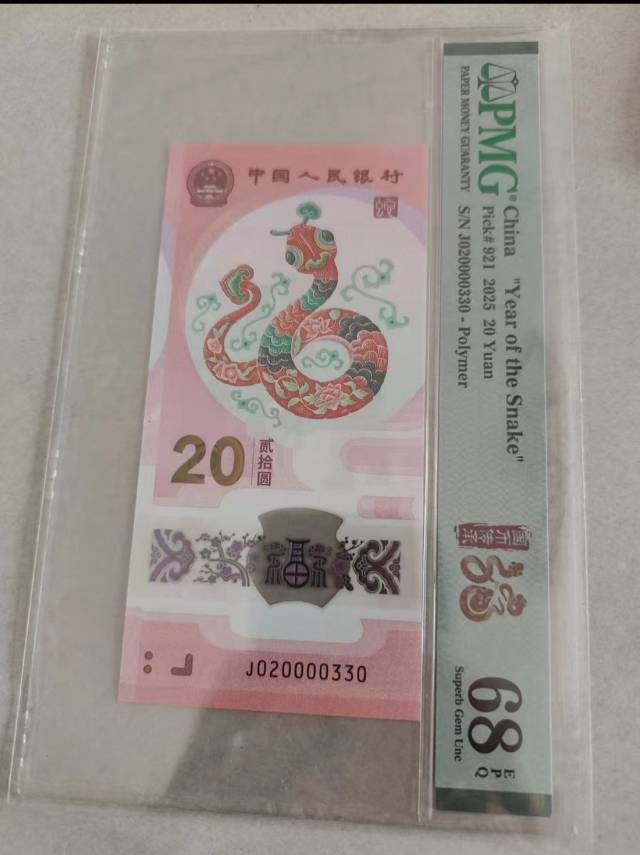 中国人民银行
20
贰拾圆
J020000330
PMG®
PAPER MONEY GUARANTY
China "Year of the Snake"
Pick# 921 2025 20 Yuan
S/N J020000330 - Polymer
68
EPQ
Superb Gem Unc